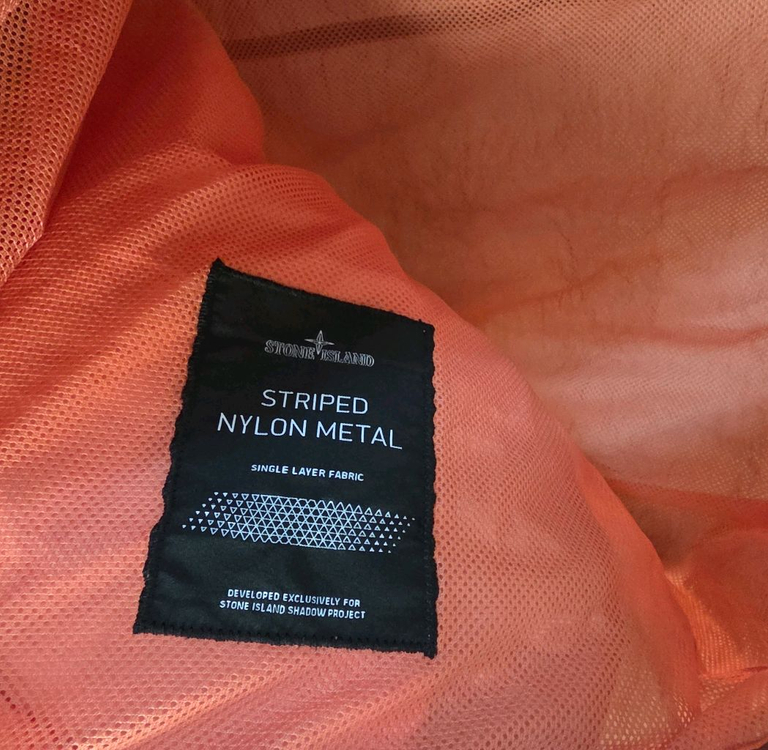 STONE ISLAND
STRIPED
NYLON METAL
SINGLE LAYER FABRIC
DEVELOPED EXCLUSIVELY FOR
STONE ISLAND SHADOW PROJECT